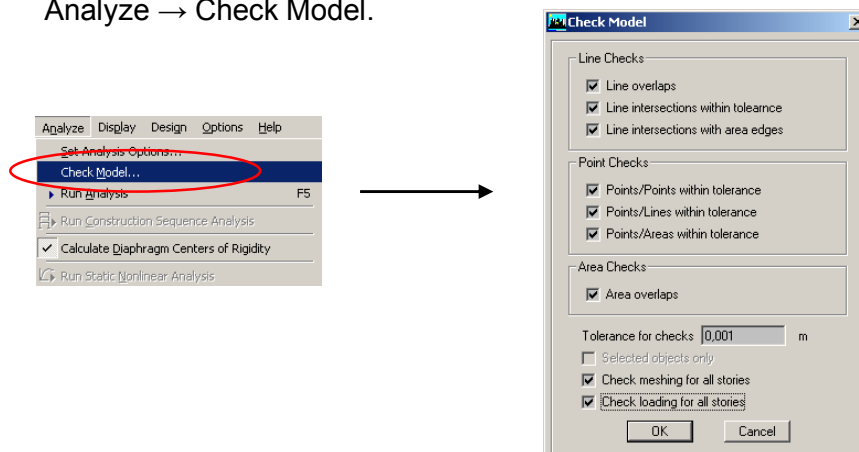 Analyze → Check Model.
Analyze Display Design Options Help
Set Analysis Options...
Check Model...
Run Analysis F5
Run Construction Sequence Analysis
Calculate Diaphragm Centers of Rigidity
Run Static Nonlinear Analysis
Check Model
Line Checks
Line overlaps
Line intersections within tolearnce
Line intersections with area edges
Point Checks
Points/Points within tolerance
Points/Lines within tolerance
Points/Areas within tolerance
Area Checks
Area overlaps
Tolerance for checks 0,001 m
Selected objects only
Check meshing for all stories
Check loading for all stories
OK Cancel